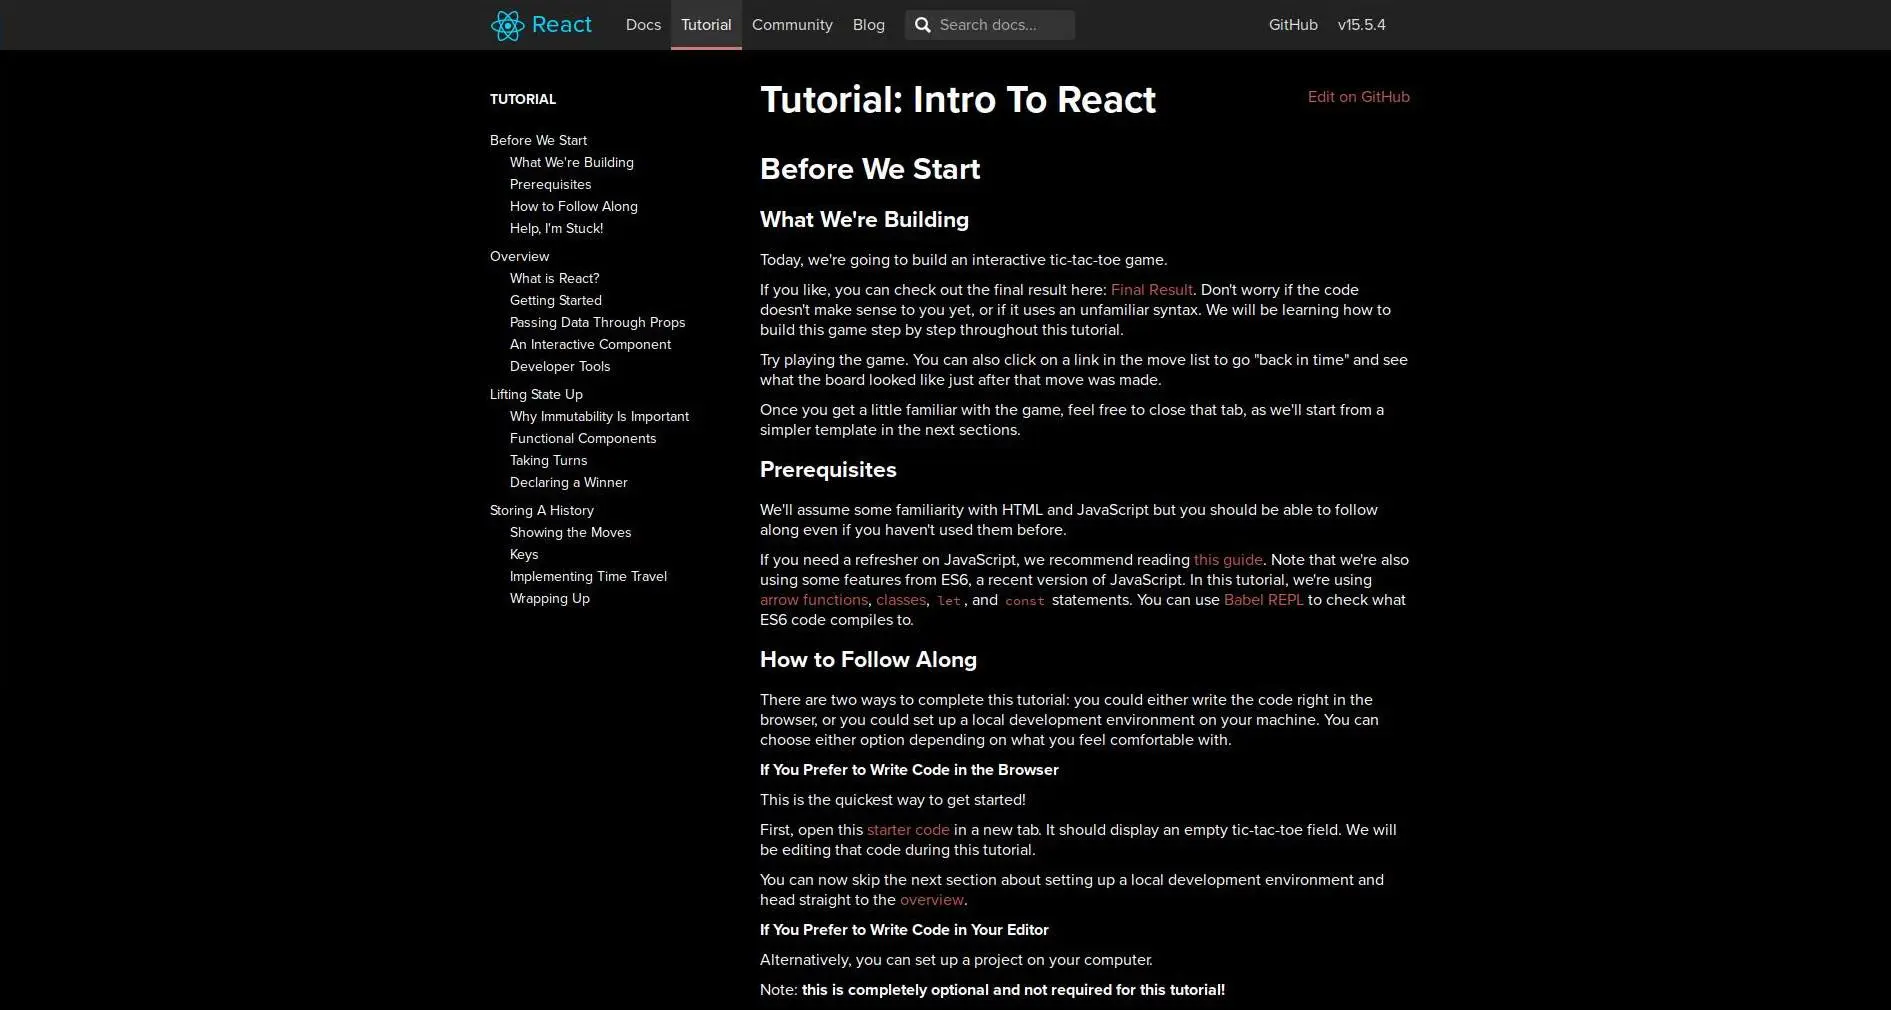 React
Docs
Tutorial
Community
Blog
Search docs...
GitHub
v15.5.4
TUTORIAL
Before We Start
What We're Building
Prerequisites
How to Follow Along
Help, I'm Stuck!
Overview
What is React?
Getting Started
Passing Data Through Props
An Interactive Component
Developer Tools
Lifting State Up
Why Immutability Is Important
Functional Components
Taking Turns
Declaring a Winner
Storing A History
Showing the Moves
Keys
Implementing Time Travel
Wrapping Up
Tutorial: Intro To React
Edit on GitHub
Before We Start
What We're Building
Today, we're going to build an interactive tic-tac-toe game.
If you like, you can check out the final result here: Final Result. Don't worry if the code
doesn't make sense to you yet, or if it uses an unfamiliar syntax. We will be learning how to
build this game step by step throughout this tutorial.
Try playing the game. You can also click on a link in the move list to go "back in time" and see
what the board looked like just after that move was made.
Once you get a little familiar with the game, feel free to close that tab, as we'll start from a
simpler template in the next sections.
Prerequisites
We'll assume some familiarity with HTML and JavaScript but you should be able to follow
along even if you haven't used them before.
If you need a refresher on JavaScript, we recommend reading this guide. Note that we're also
using some features from ES6, a recent version of JavaScript. In this tutorial, we're using
arrow functions, classes, let, and const statements. You can use Babel REPL to check what
ES6 code compiles to.
How to Follow Along
There are two ways to complete this tutorial: you could either write the code right in the
browser, or you could set up a local development environment on your machine. You can
choose either option depending on what you feel comfortable with.
If You Prefer to Write Code in the Browser
This is the quickest way to get started!
First, open this starter code in a new tab. It should display an empty tic-tac-toe field. We will
be editing that code during this tutorial.
You can now skip the next section about setting up a local development environment and
head straight to the overview.
If You Prefer to Write Code in Your Editor
Alternatively, you can set up a project on your computer.
Note: this is completely optional and not required for this tutorial!